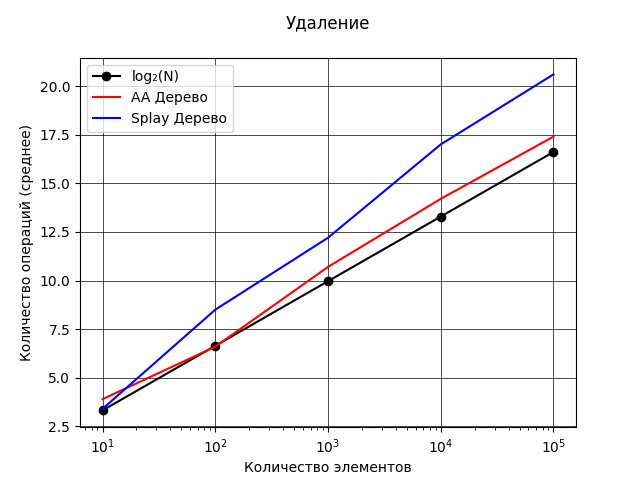 Удаление
log₂(N)
АА Дерево
Splay Дерево
Количество операций (среднее)
20.0
17.5
15.0
12.5
10.0
7.5
5.0
2.5
10¹ 10² 10³ 10⁴ 10⁵
Количество элементов